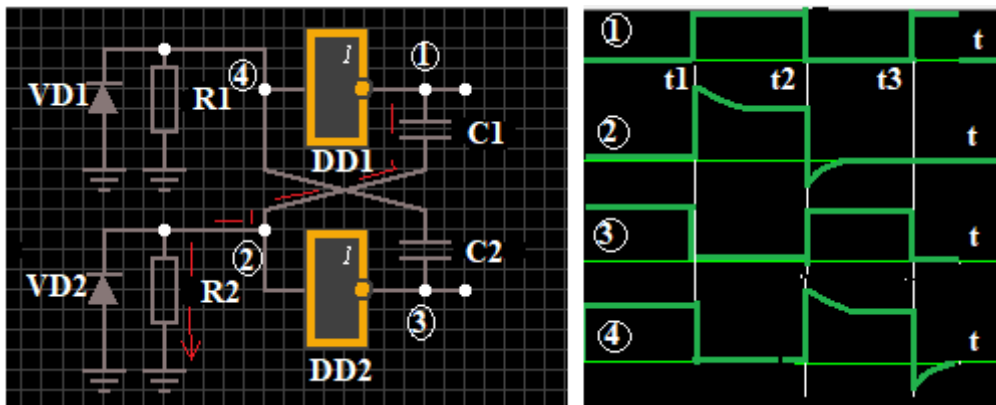 1
①
④
VD1
R1
C1
DD1
②
1
C2
VD2
R2
③
DD2
①
t
t1
t2
t3
②
t
③
t
④
t